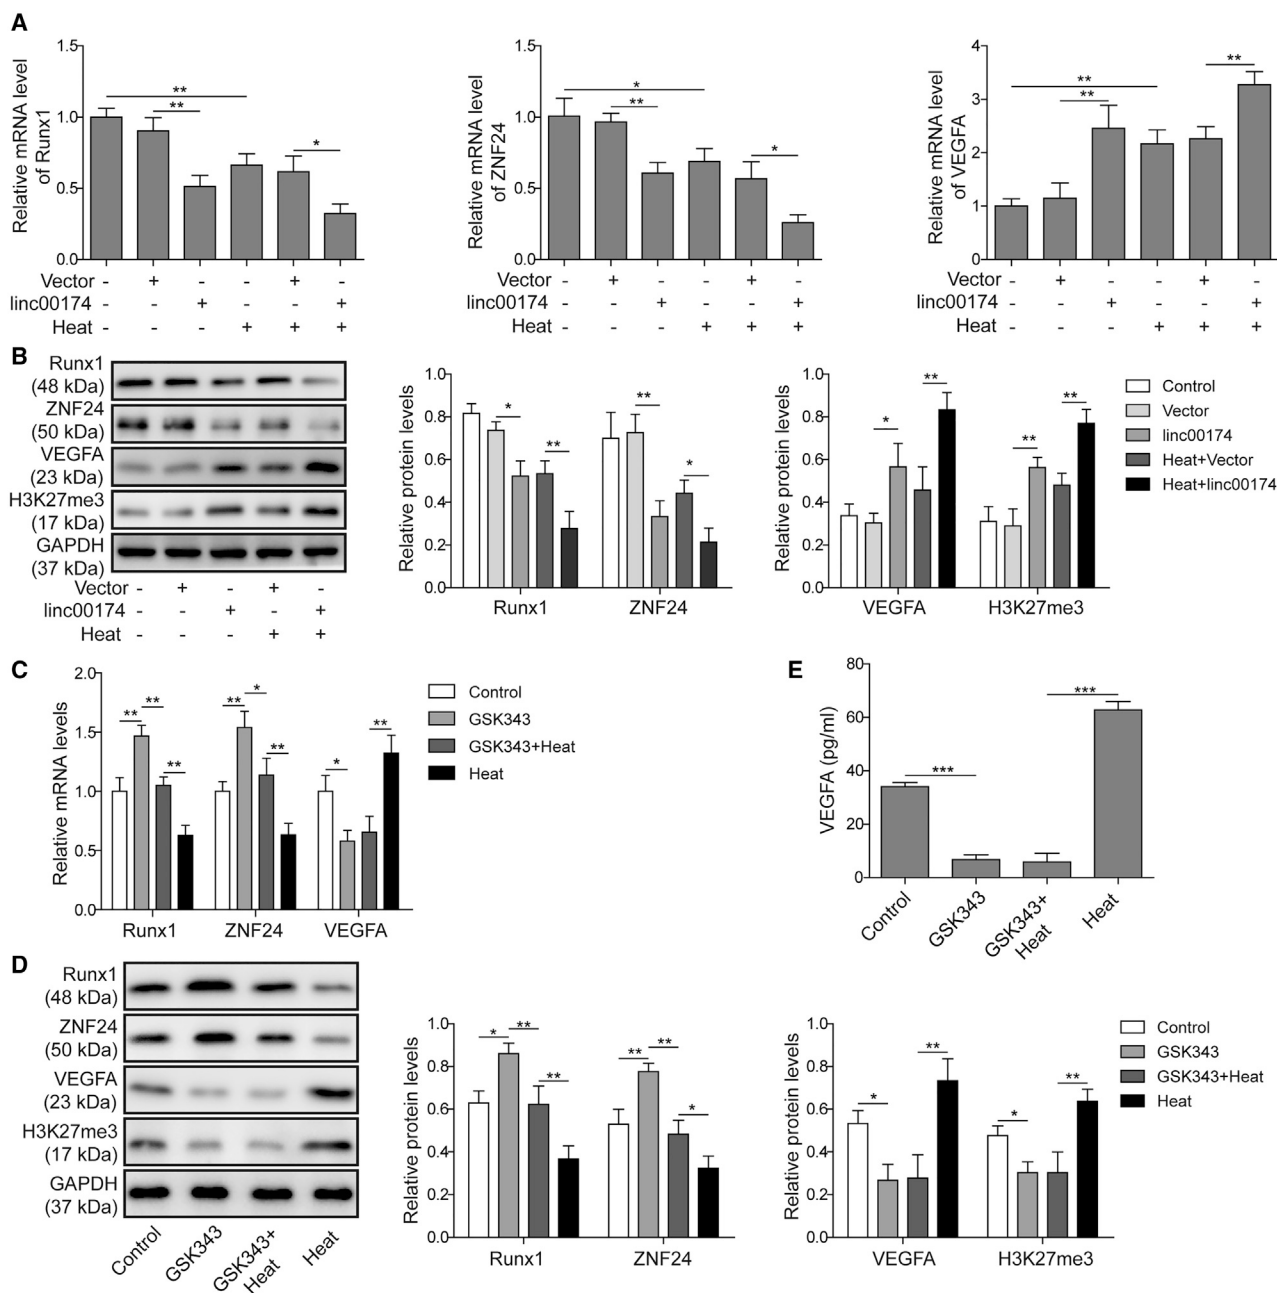 A
Relative mRNA level
of Runx1
1.5
1.0
0.5
0.0
**
**
*
Vector - + - - + -
linc00174 - - + - - +
Heat - - - + + +
Relative mRNA level
of ZNF24
1.5
1.0
0.5
0.0
*
**
*
- + - - + -
- - + - - +
Heat: - - - + + +
Relative mRNA level
of VEGFA
4
3
2
1
0
**
**
**
Vector - + - - + -
linc00174 - - + - - +
Heat - - - + + +
B
Runx1
(48 kDa)
ZNF24
(50 kDa)
VEGFA
(23 kDa)
H3K27me3
(17 kDa)
GAPDH
(37 kDa)
Vector - + - + -
linc00174 - - + - +
Heat - - - + +
Relative protein levels
1.0
0.8
0.6
0.4
0.2
0.0
*
**
**
*
Runx1 ZNF24
Relative protein levels
1.0
0.8
0.6
0.4
0.2
0.0
*
**
**
**
VEGFA H3K27me3
Control
Vector
linc00174
Heat+Vector
Heat+linc00174
C
Relative mRNA levels
2.0
1.5
1.0
0.5
0.0
** **
**
** *
**
*
**
Runx1 ZNF24 VEGFA
Control
GSK343
GSK343+Heat
Heat
E
VEGFA (pg/ml)
80
60
40
20
0
***
***
Control
GSK343
GSK343+
Heat
Heat
D
Runx1
(48 kDa)
ZNF24
(50 kDa)
VEGFA
(23 kDa)
H3K27me3
(17 kDa)
GAPDH
(37 kDa)
Control
GSK343
GSK343+
Heat
Heat
Relative protein levels
1.0
0.8
0.6
0.4
0.2
0.0
* **
**
** **
*
Runx1 ZNF24
Relative protein levels
1.0
0.8
0.6
0.4
0.2
0.0
*
**
*
**
VEGFA H3K27me3
Control
GSK343
GSK343+Heat
Heat